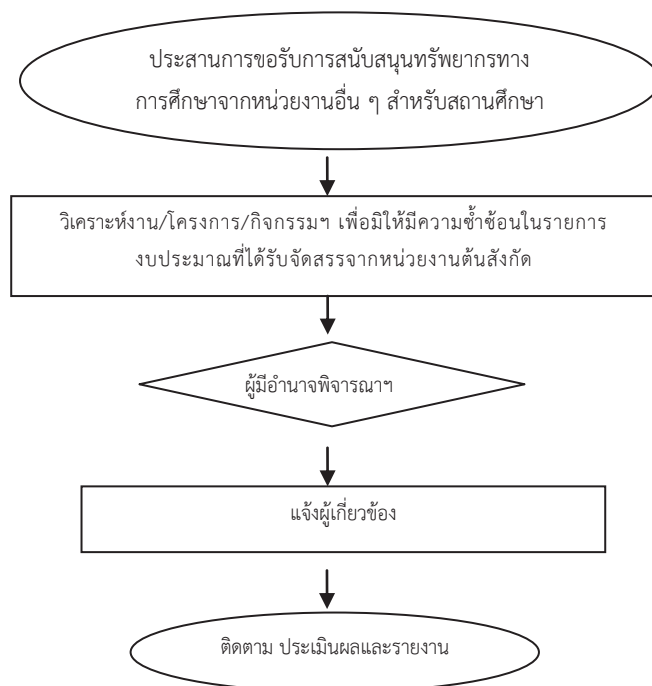 ประสานการขอรับการสนับสนุนทรัพยากรทาง
การศึกษาจากหน่วยงานอื่น ๆ สำหรับสถานศึกษา
วิเคราะห์งาน/โครงการ/กิจกรรมฯ เพื่อมิให้มีความซ้ำซ้อนในรายการ
งบประมาณที่ได้รับจัดสรรจากหน่วยงานต้นสังกัด
ผู้มีอำนาจพิจารณาฯ
แจ้งผู้เกี่ยวข้อง
ติดตาม ประเมินผลและรายงาน